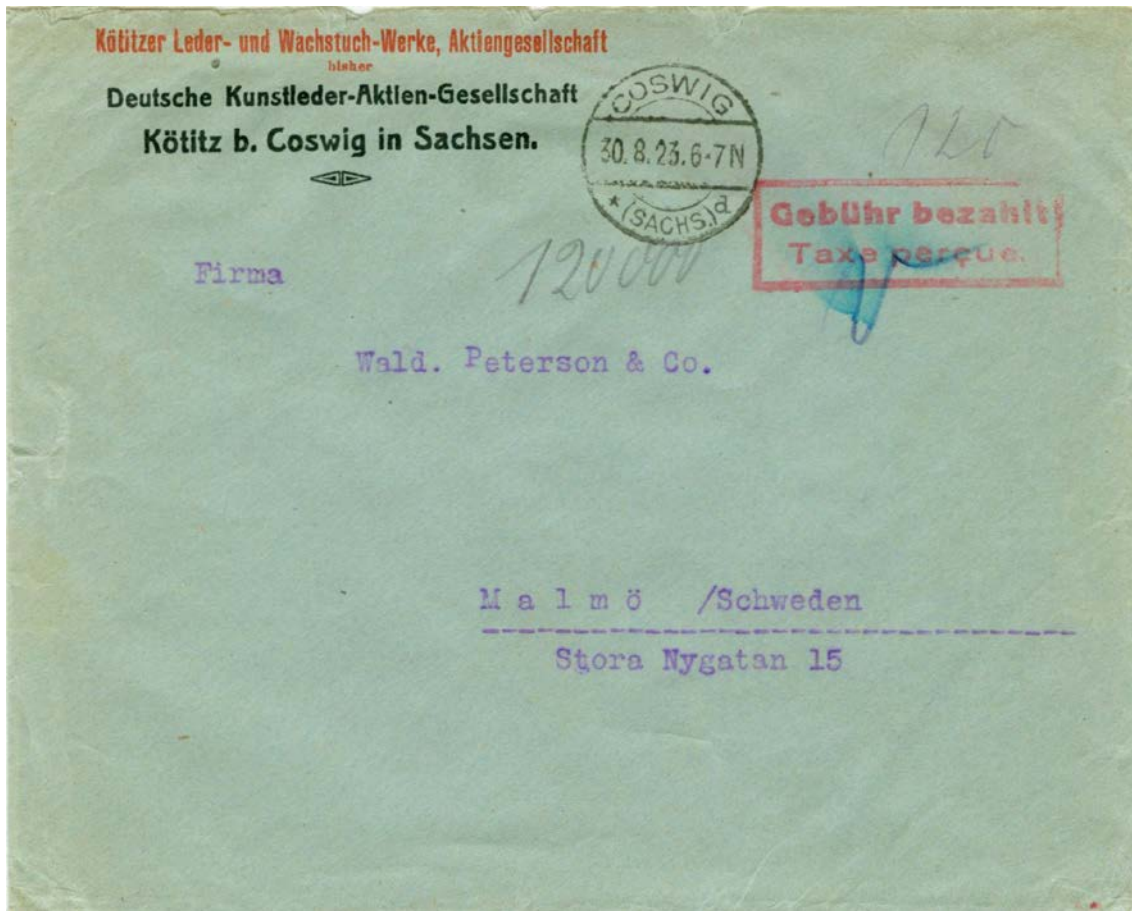 Kötitzer Leder- und Wachstuch-Werke, Aktiengesellschaft
bisher
Deutsche Kunstleder-Aktien-Gesellschaft
Kötitz b. Coswig in Sachsen.
COSWIG
30.8.23.6-7N
* (SACHS.) d
120
Gebühr bezahlt
Taxe perçue.
120000
Firma
Wald. Peterson & Co.
Malmö /Schweden
Stora Nygatan 15